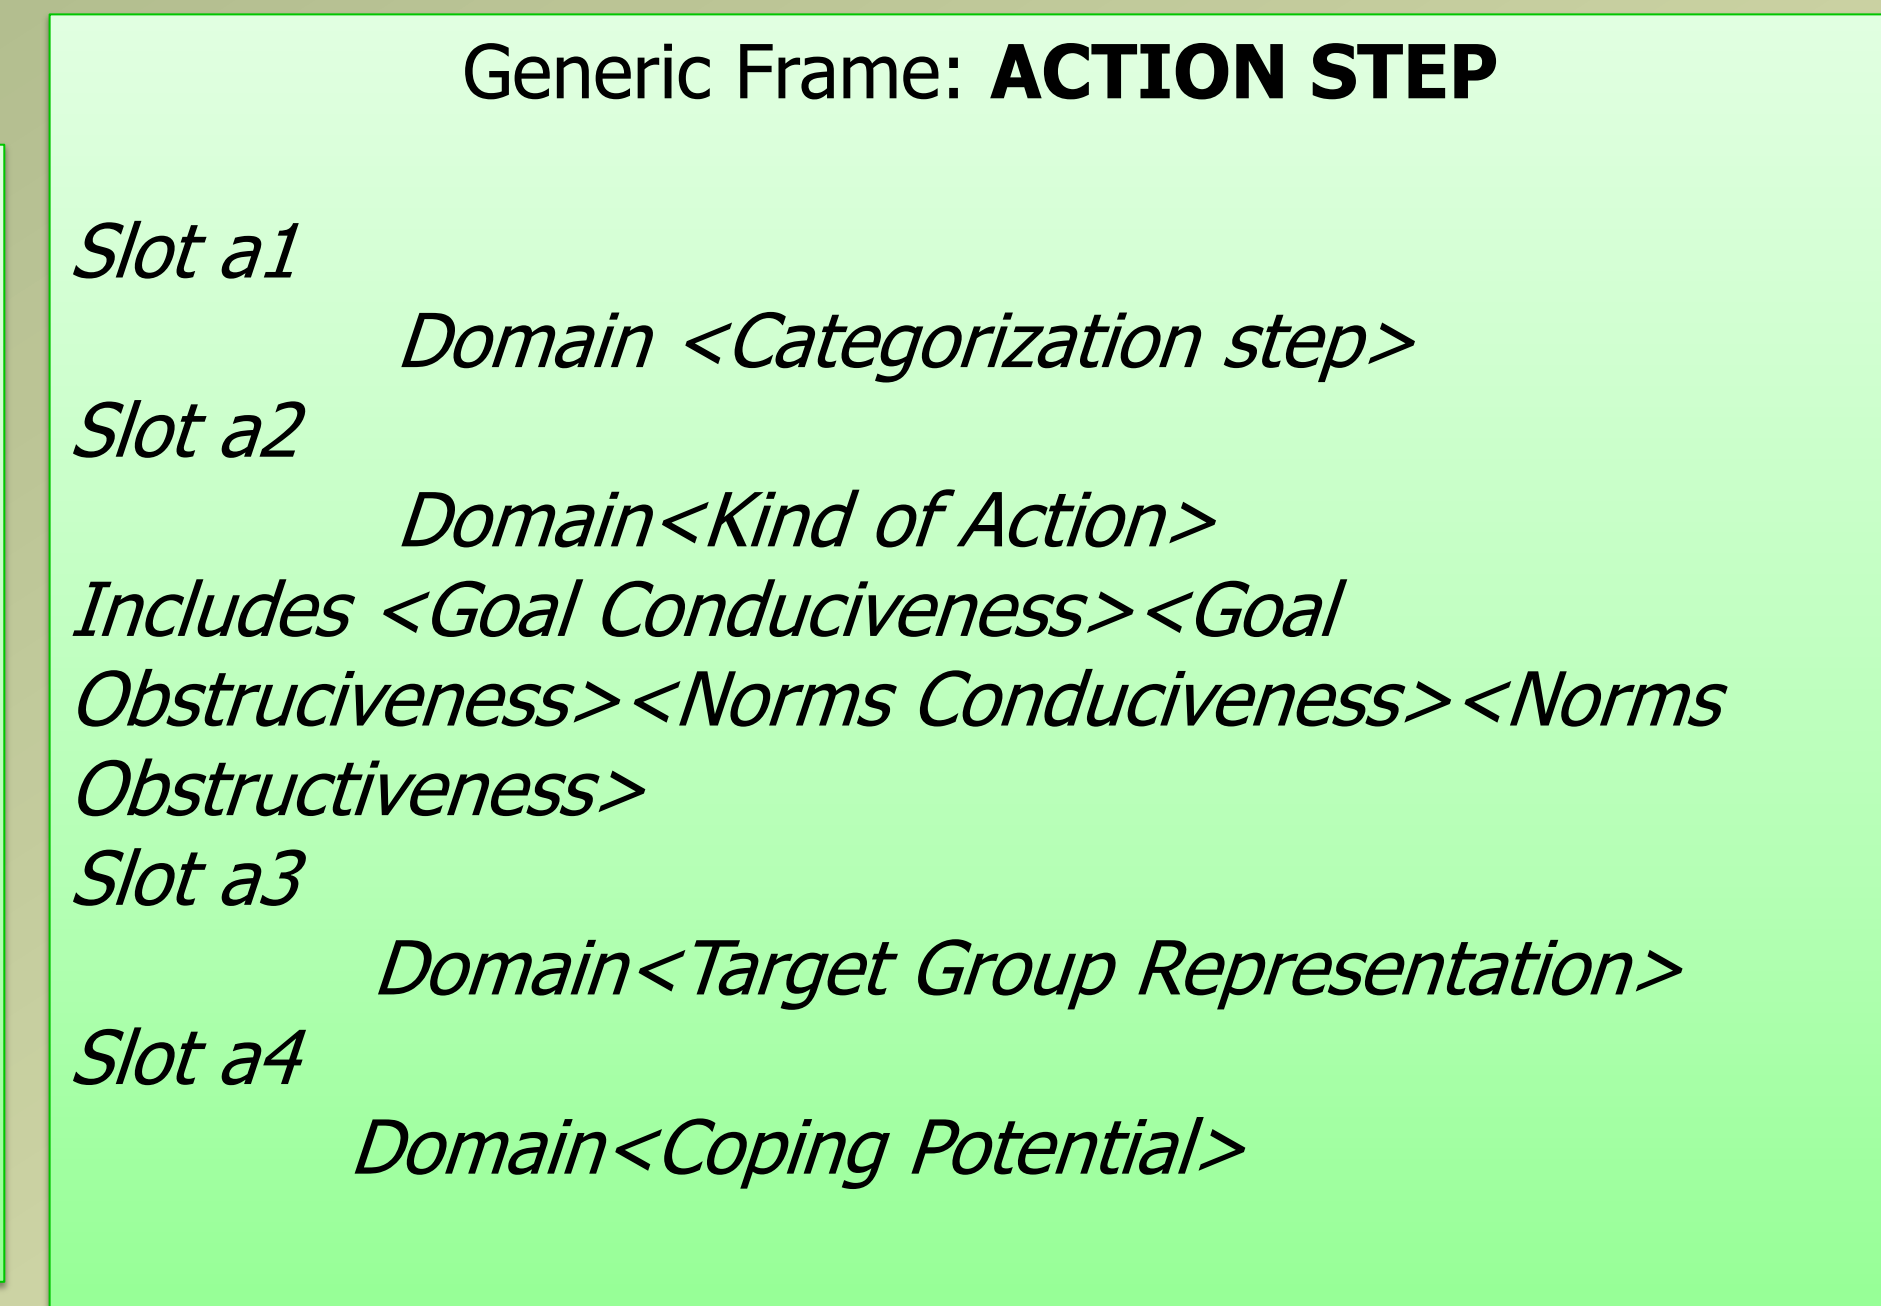 Generic Frame: ACTION STEP
Slot a1
Domain <Categorization step>
Slot a2
Domain<Kind of Action>
Includes <Goal Conduciveness><Goal
Obstruciveness><Norms Conduciveness><Norms
Obstructiveness>
Slot a3
Domain<Target Group Representation>
Slot a4
Domain<Coping Potential>